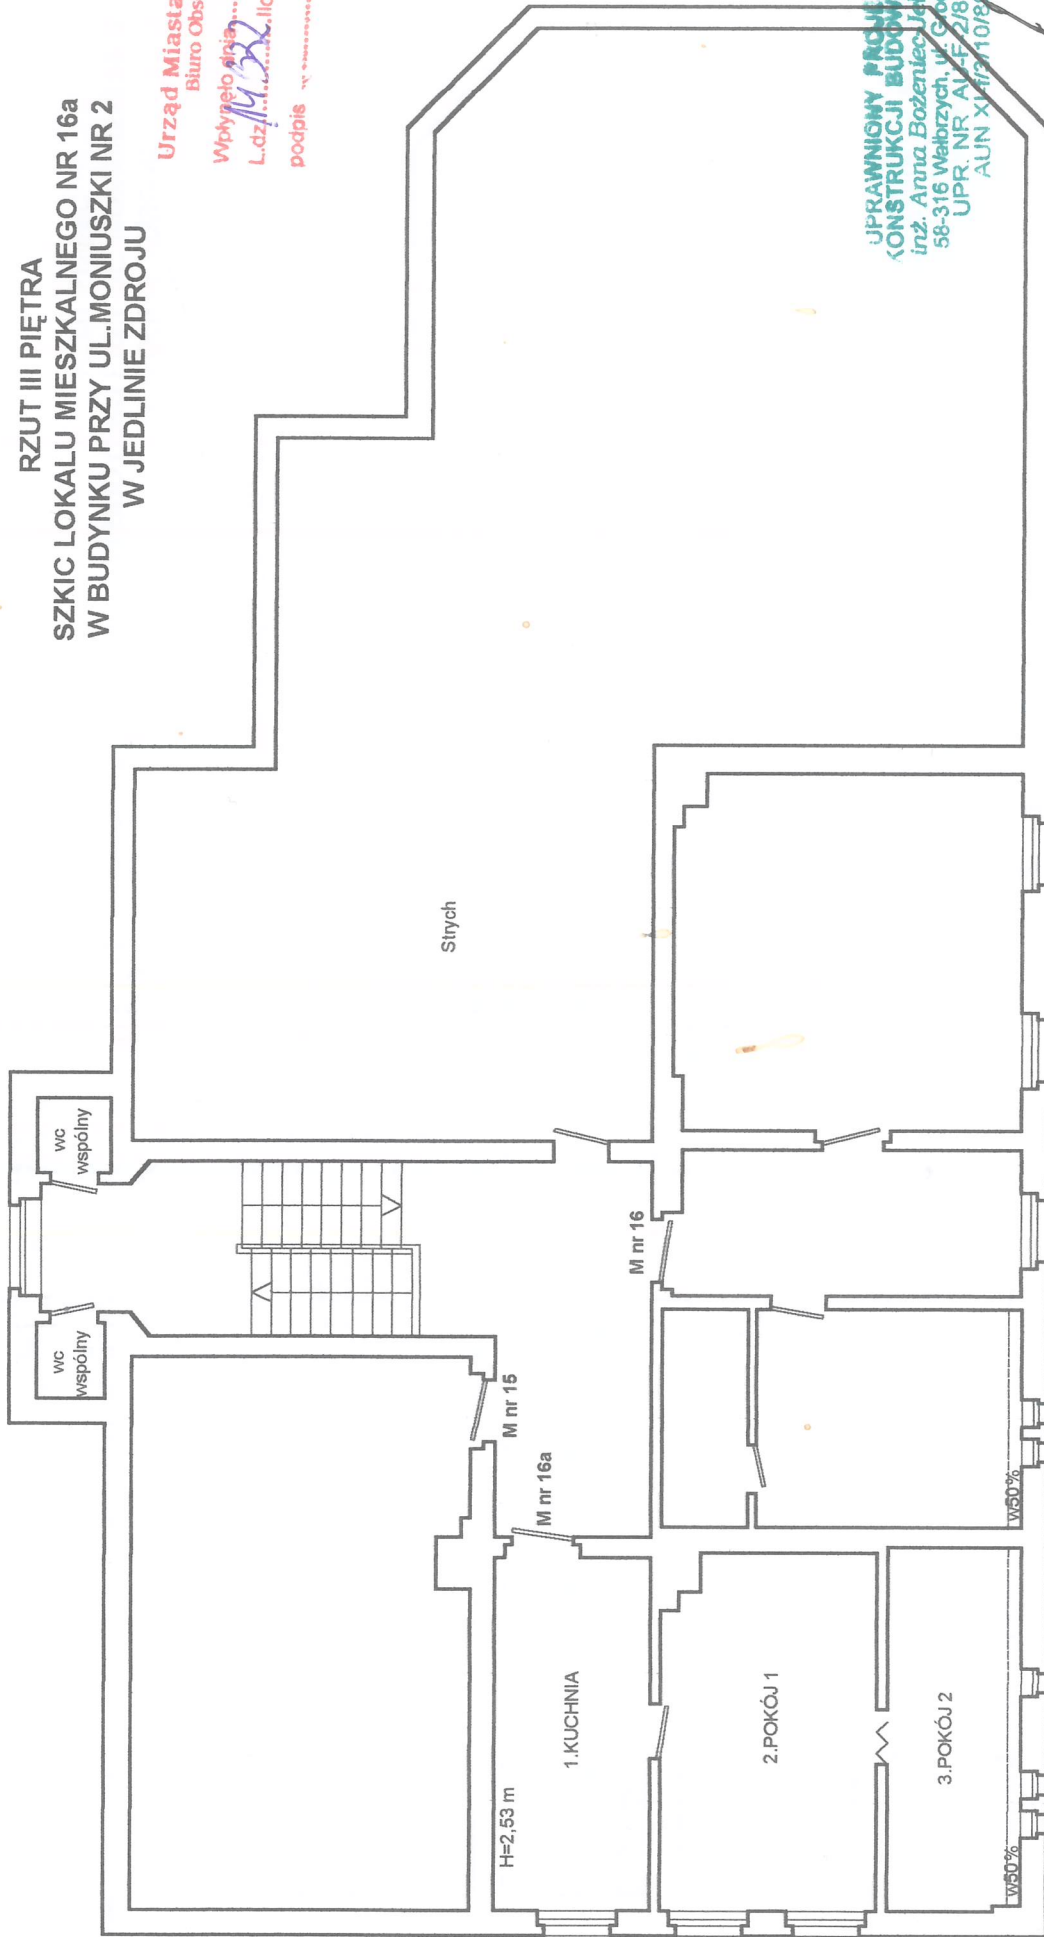 RZUT III PIĘTRA
SZKIC LOKALU MIESZKALNEGO NR 16a
W BUDYNKU PRZY UL.MONIUSZKI NR 2
W JEDLINIE ZDROJU
Urząd Miasta
Biuro Obs
Wpłynęło dnia
L.dz.
podpis
UPRAWNIONY PROJE
KONSTRUKCJI BUDOW
inż. Anna Bożeniec-Jeł
58-316 Wałbrzych,
UPR. NR
AUN
wc
wspólny
wc
wspólny
Strych
M nr 15
M nr 16a
M nr 16
H=2,53 m
1.KUCHNIA
2.POKÓJ 1
3.POKÓJ 2
w50%
w50%